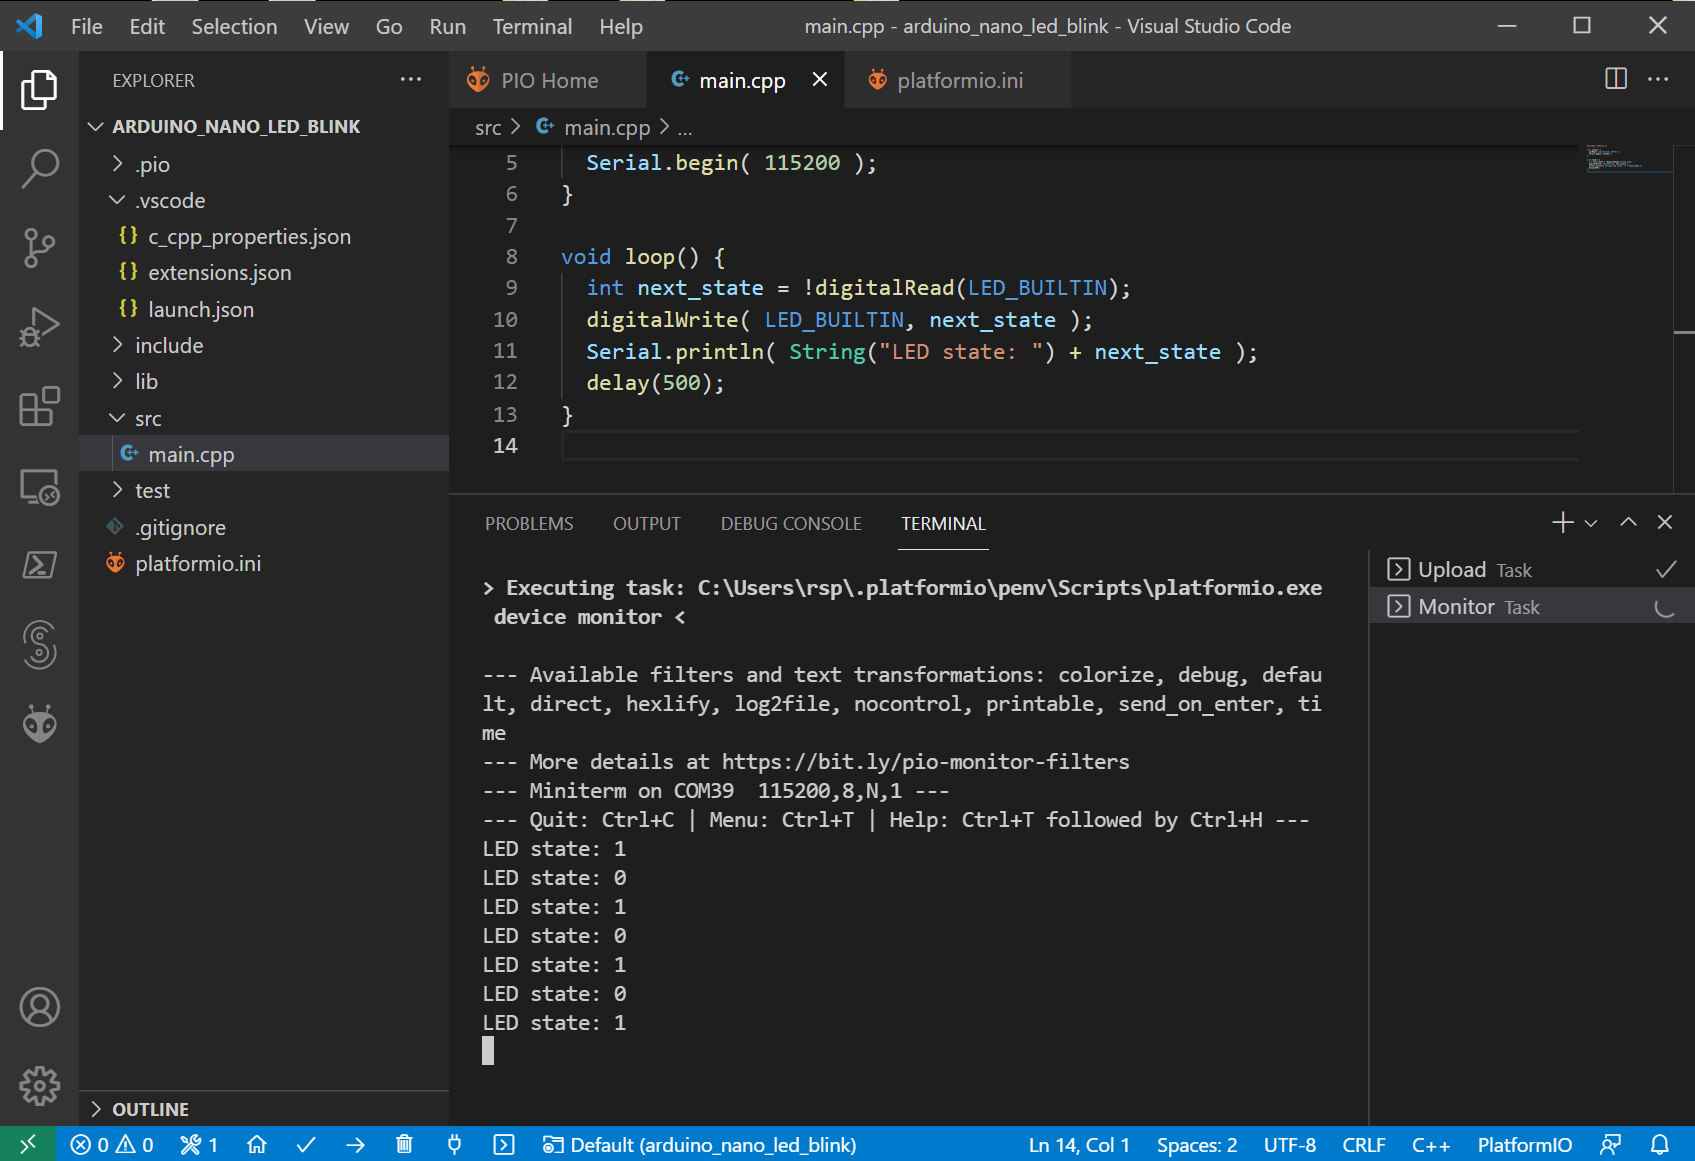 File Edit Selection View Go Run Terminal Help main.cpp - arduino_nano_led_blink - Visual Studio Code
EXPLORER
ARDUINO_NANO_LED_BLINK
.pio
.vscode
{} c_cpp_properties.json
{} extensions.json
{} launch.json
include
lib
src
main.cpp
test
.gitignore
platformio.ini
OUTLINE
PIO Home main.cpp platformio.ini
src > main.cpp > ...
5 Serial.begin( 115200 );
6 }
7
8 void loop() {
9 int next_state = !digitalRead(LED_BUILTIN);
10 digitalWrite( LED_BUILTIN, next_state );
11 Serial.println( String("LED state: ") + next_state );
12 delay(500);
13 }
14
PROBLEMS OUTPUT DEBUG CONSOLE TERMINAL
> Executing task: C:\Users\rsp\.platformio\penv\Scripts\platformio.exe
device monitor <
--- Available filters and text transformations: colorize, debug, defau
lt, direct, hexlify, log2file, nocontrol, printable, send_on_enter, ti
me
--- More details at https://bit.ly/pio-monitor-filters
--- Miniterm on COM39  115200,8,N,1 ---
--- Quit: Ctrl+C | Menu: Ctrl+T | Help: Ctrl+T followed by Ctrl+H ---
LED state: 1
LED state: 0
LED state: 1
LED state: 0
LED state: 1
LED state: 0
LED state: 1
Upload Task
Monitor Task
0 0 1 Default (arduino_nano_led_blink) Ln 14, Col 1 Spaces: 2 UTF-8 CRLF C++ PlatformIO